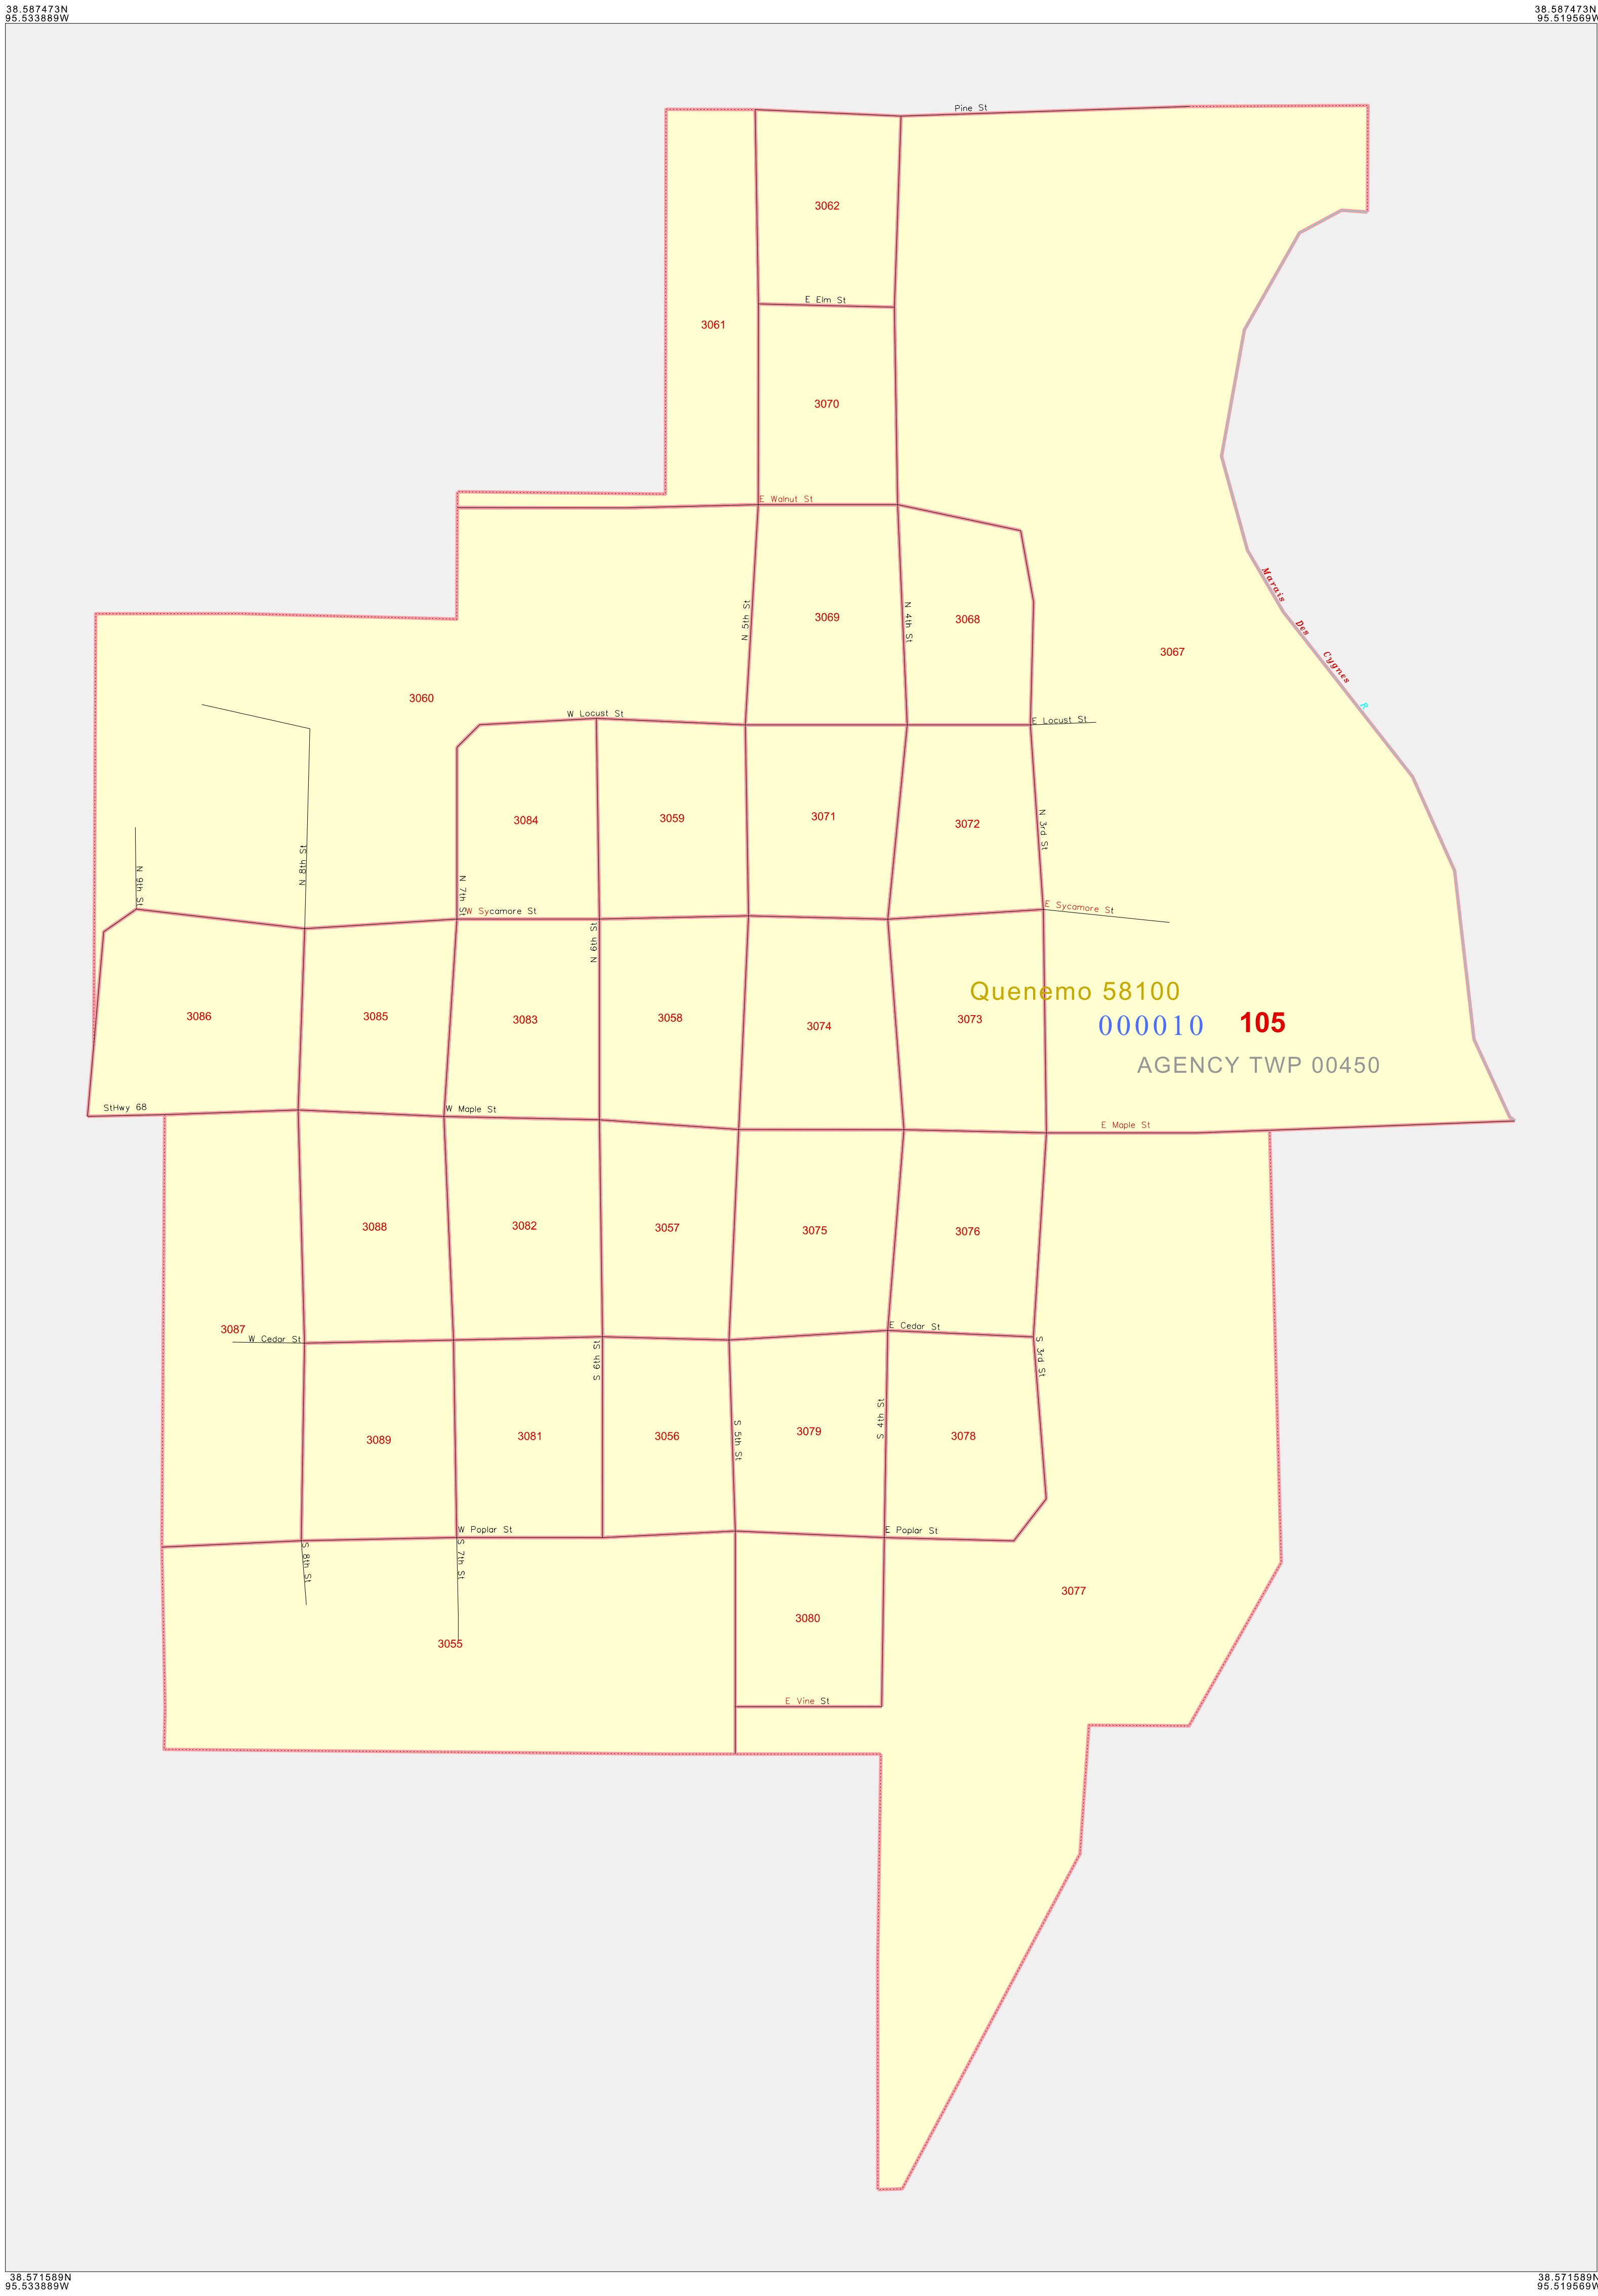 38.587473N
95.533889W
38.587473N
95.519569W
Pine St
3062
E Elm St
3061
3070
E Walnut St
Marais Des Cygnes R
N 5th St
3069
N 4th St
3068
3067
3060
W Locust St
E Locust St
3084
3059
3071
3072
N 3rd St
N 9th St
N 8th St
N 7th St
W Sycamore St
E Sycamore St
N 6th St
Quenemo 58100
3086
3085
3083
3058
3074
3073
000010
105
AGENCY TWP 00450
StHwy 68
W Maple St
E Maple St
3088
3082
3057
3075
3076
3087
W Cedar St
E Cedar St
S 6th St
S 3rd St
3089
3081
3056
S 5th St
3079
S 4th St
3078
W Poplar St
E Poplar St
S 8th St
S 7th St
3077
3080
3055
E Vine St
38.571589N
95.533889W
38.571589N
95.519569W